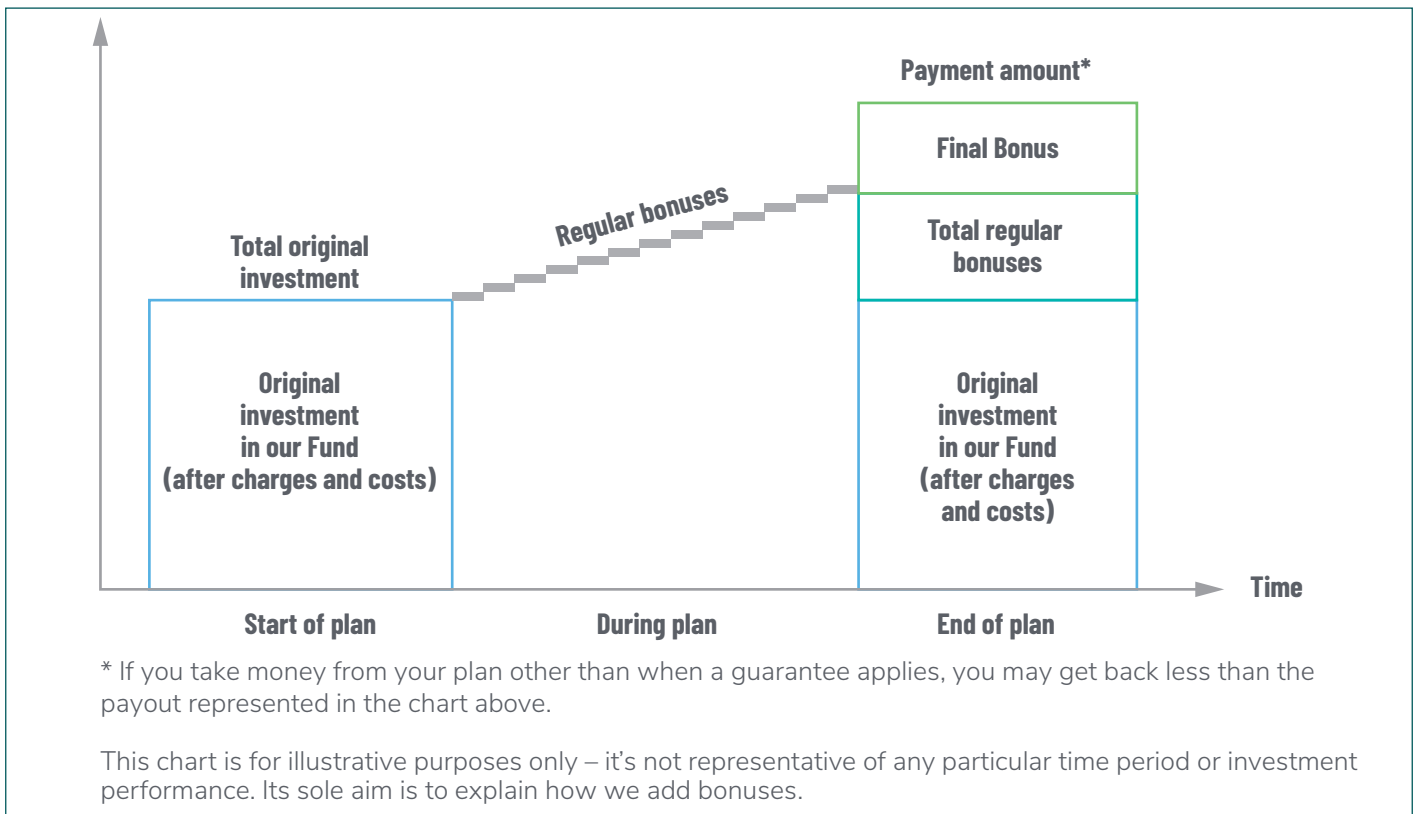 Payment amount*
Final Bonus
Regular bonuses
Total regular
bonuses
Total original
investment
Original
investment
in our Fund
(after charges and costs)
Original
investment
in our Fund
(after charges
and costs)
Time
Start of plan
During plan
End of plan
* If you take money from your plan other than when a guarantee applies, you may get back less than the
payout represented in the chart above.
This chart is for illustrative purposes only – it's not representative of any particular time period or investment
performance. Its sole aim is to explain how we add bonuses.